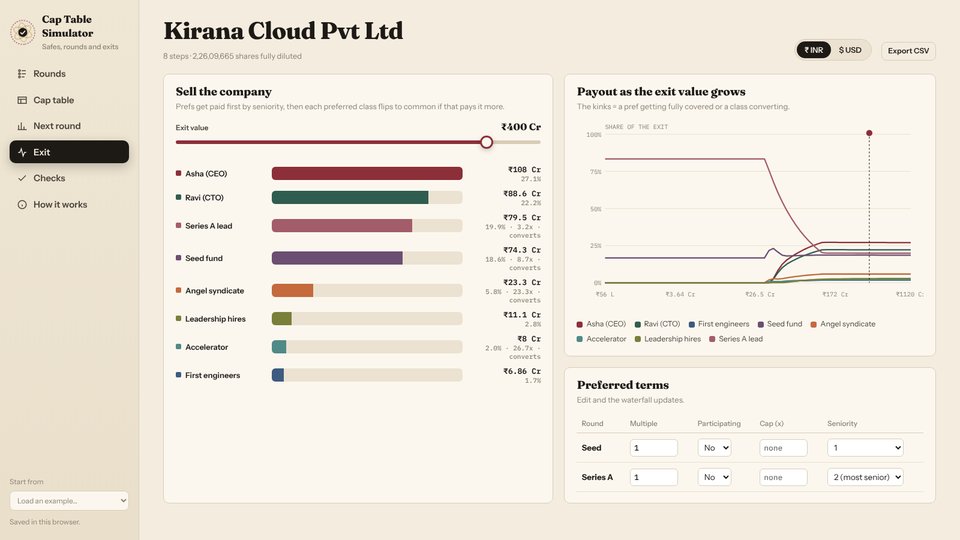 Cap Table
Simulator
Safes, rounds and exits
Rounds
Cap table
Next round
Exit
Checks
How it works
Start from
Load an example...
Saved in this browser.
Kirana Cloud Pvt Ltd
8 steps · 2,26,09,665 shares fully diluted
₹ INR
$ USD
Export CSV
Sell the company
Prefs get paid first by seniority, then each preferred class flips to common if that pays it more.
Exit value
₹400 Cr
Asha (CEO)
₹108 Cr
27.1%
Ravi (CTO)
₹88.6 Cr
22.2%
Series A lead
₹79.5 Cr
19.9% · 3.2x ·
converts
Seed fund
₹74.3 Cr
18.6% · 8.7x ·
converts
Angel syndicate
₹23.3 Cr
5.8% · 23.3x ·
converts
Leadership hires
₹11.1 Cr
2.8%
Accelerator
₹8 Cr
2.0% · 26.7x ·
converts
First engineers
₹6.86 Cr
1.7%
Payout as the exit value grows
The kinks = a pref getting fully covered or a class converting.
SHARE OF THE EXIT
100%
75%
50%
25%
0%
₹56 L
₹3.64 Cr
₹26.5 Cr
₹172 Cr
₹1120 C
Asha (CEO)
Ravi (CTO)
First engineers
Seed fund
Angel syndicate
Accelerator
Leadership hires
Series A lead
Preferred terms
Edit and the waterfall updates.
Round Multiple Participating Cap (x) Seniority
Seed 1 No none 1
Series A 1 No none 2 (most senior)